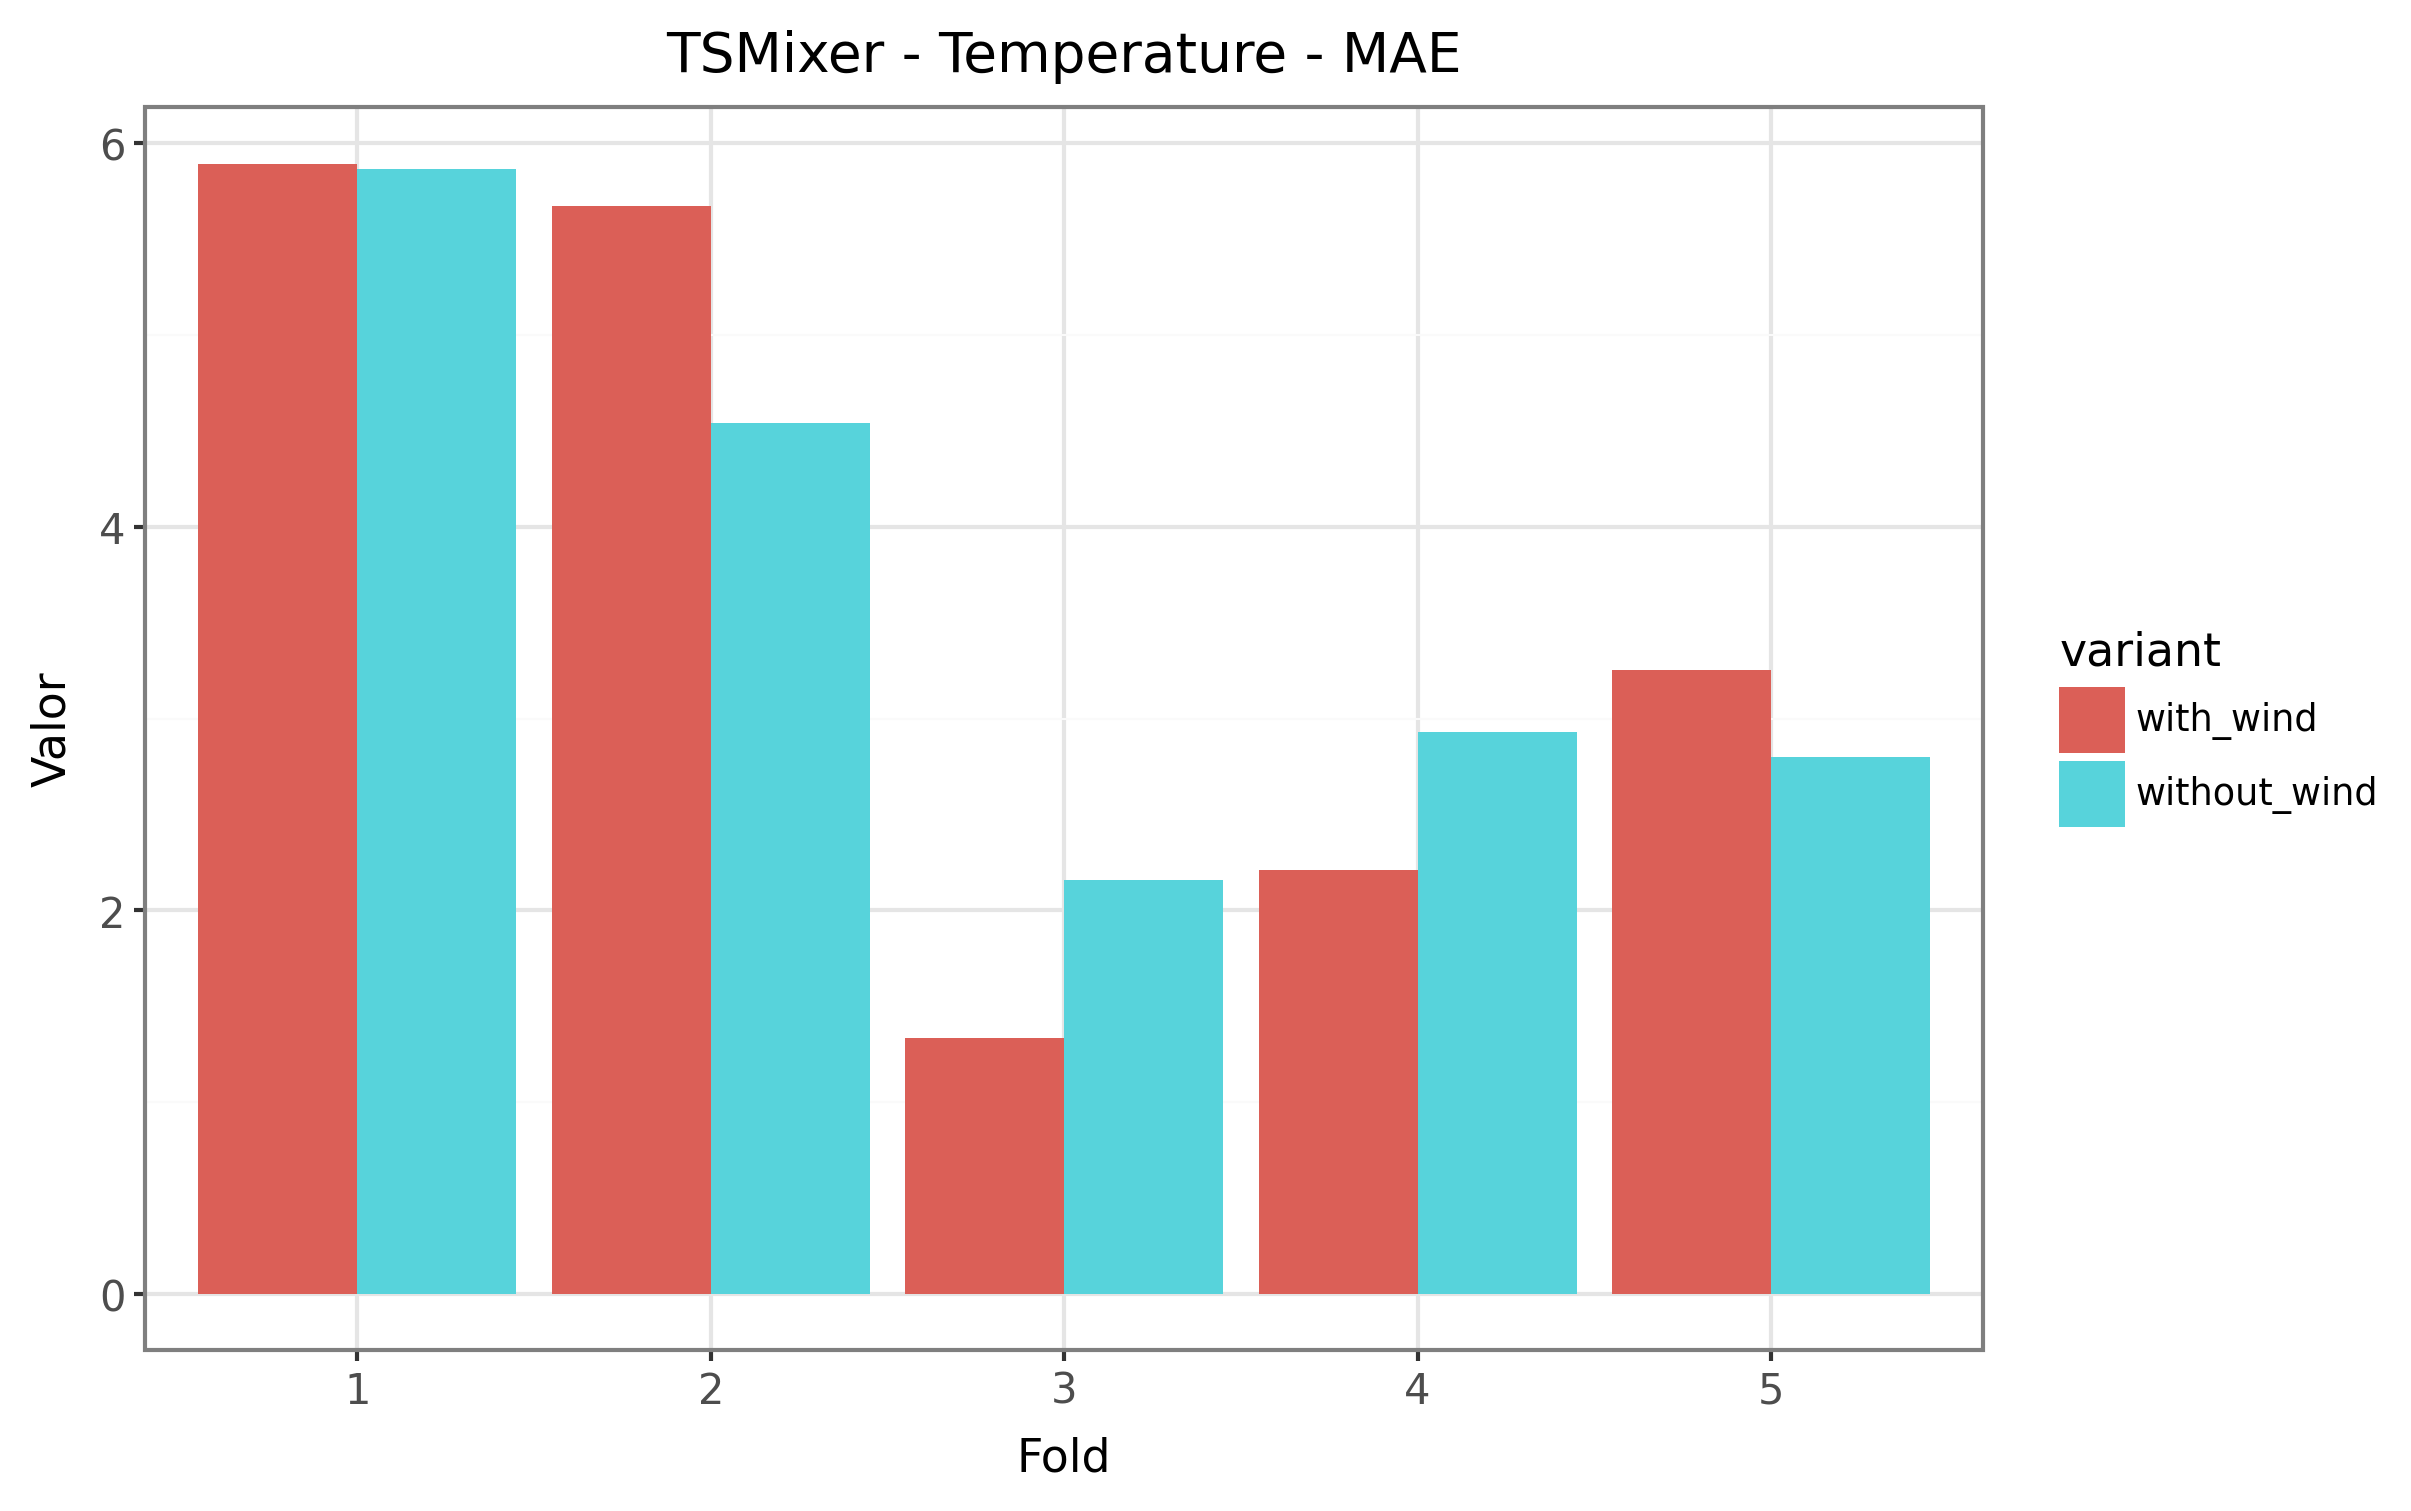 TSMixer - Temperature - MAE
6
4
2
0
Valor
1 2 3 4 5
Fold
variant
with_wind
without_wind